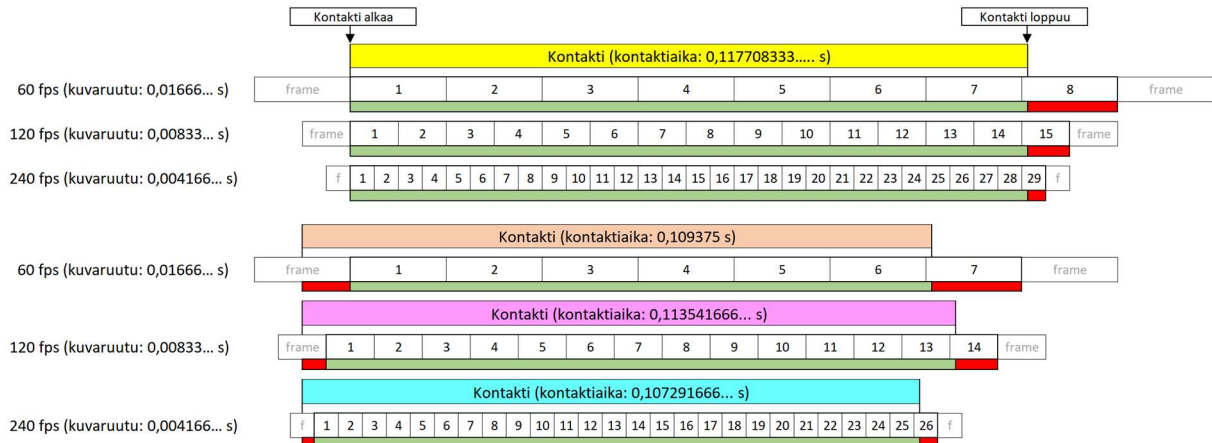 Kontakti alkaa Kontakti loppuu
Kontakti (kontaktiaika: 0,117708333..... s)
60 fps (kuvaruutu: 0,01666... s) frame 1 2 3 4 5 6 7 8 frame
120 fps (kuvaruutu: 0,00833... s) frame 1 2 3 4 5 6 7 8 9 10 11 12 13 14 15 frame
240 fps (kuvaruutu: 0,004166... s) f 1 2 3 4 5 6 7 8 9 10 11 12 13 14 15 16 17 18 19 20 21 22 23 24 25 26 27 28 29 f
Kontakti (kontaktiaika: 0,109375 s)
60 fps (kuvaruutu: 0,01666... s) frame 1 2 3 4 5 6 7 frame
Kontakti (kontaktiaika: 0,113541666... s)
120 fps (kuvaruutu: 0,00833... s) frame 1 2 3 4 5 6 7 8 9 10 11 12 13 14 frame
Kontakti (kontaktiaika: 0,107291666... s)
240 fps (kuvaruutu: 0,004166... s) f 1 2 3 4 5 6 7 8 9 10 11 12 13 14 15 16 17 18 19 20 21 22 23 24 25 26 f